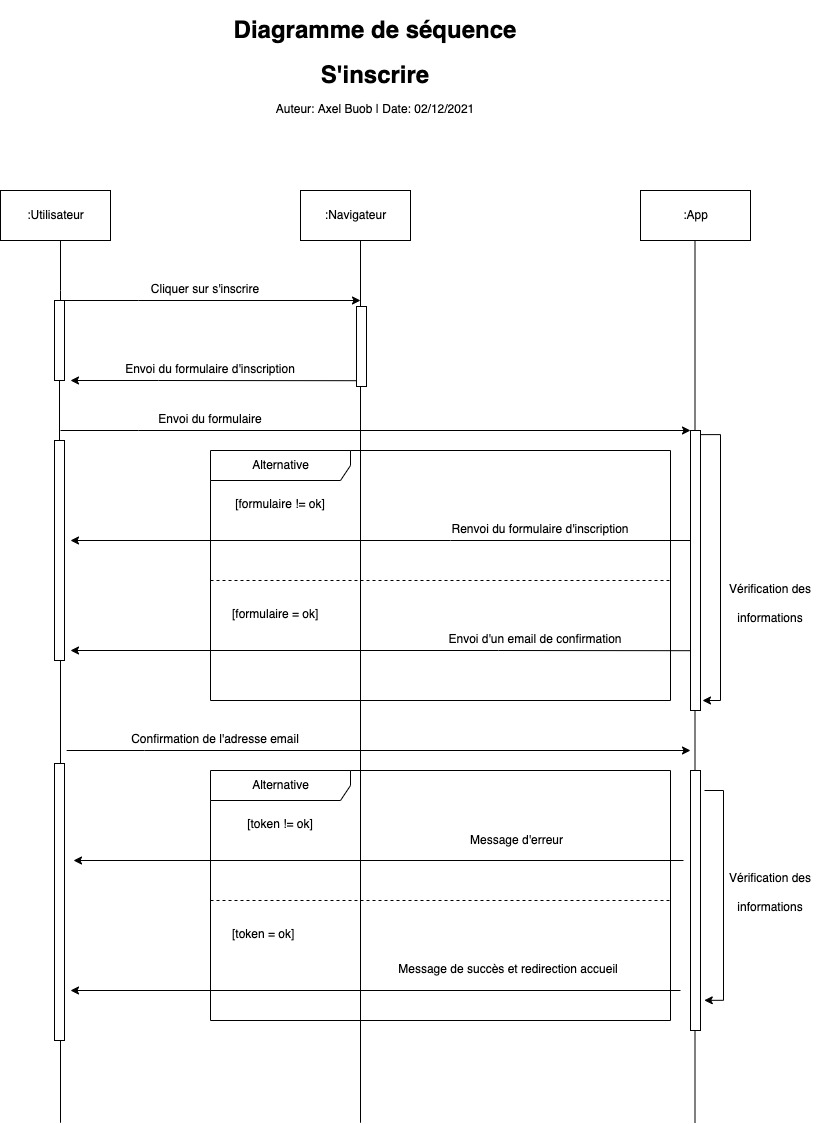 Diagramme de séquence
S'inscrire
Auteur: Axel Buob | Date: 02/12/2021
:Utilisateur
:Navigateur
:App
Cliquer sur s'inscrire
Envoi du formulaire d'inscription
Envoi du formulaire
Alternative
[formulaire != ok]
Renvoi du formulaire d'inscription
Vérification des
informations
[formulaire = ok]
Envoi d'un email de confirmation
Confirmation de l'adresse email
Alternative
[token != ok]
Message d'erreur
Vérification des
informations
[token = ok]
Message de succès et redirection accueil